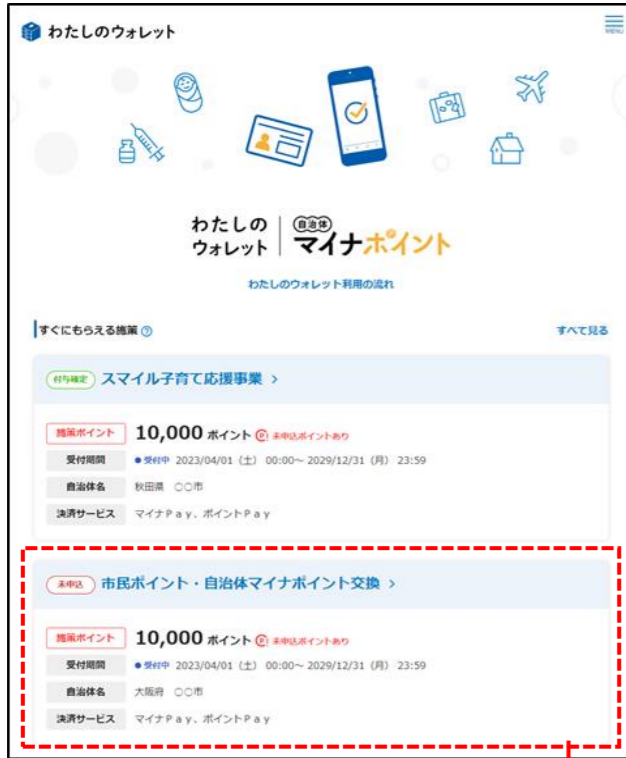 わたしのウォレット
MENU
わたしの
ウォレット
自治体
マイナポイント
わたしのウォレット利用の流れ
すぐにもらえる施策 ?
すべて見る
付与確定 スマイル子育て応援事業 >
施策ポイント 10,000 ポイント P! 未申込ポイントあり
受付期間 ●受付中 2023/04/01（土） 00:00～ 2029/12/31（月） 23:59
自治体名 秋田県 〇〇市
決済サービス マイナPay、ポイントPay
未申込 市民ポイント・自治体マイナポイント交換 >
施策ポイント 10,000 ポイント P! 未申込ポイントあり
受付期間 ●受付中 2023/04/01（土） 00:00～ 2029/12/31（月） 23:59
自治体名 大阪府 〇〇市
決済サービス マイナPay、ポイントPay